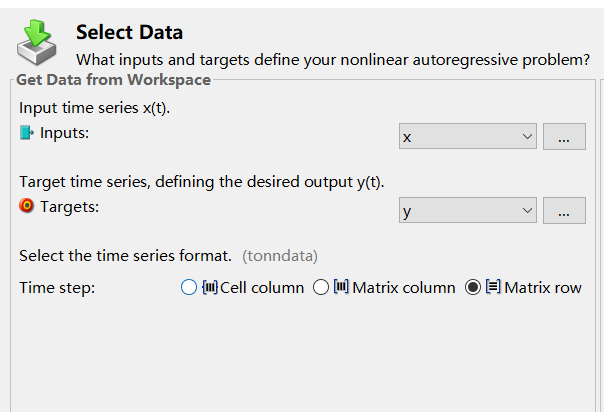 Select Data
What inputs and targets define your nonlinear autoregressive problem?
Get Data from Workspace
Input time series x(t).
Inputs:
x
...
Target time series, defining the desired output y(t).
Targets:
y
...
Select the time series format. (tonndata)
Time step: Cell column Matrix column Matrix row